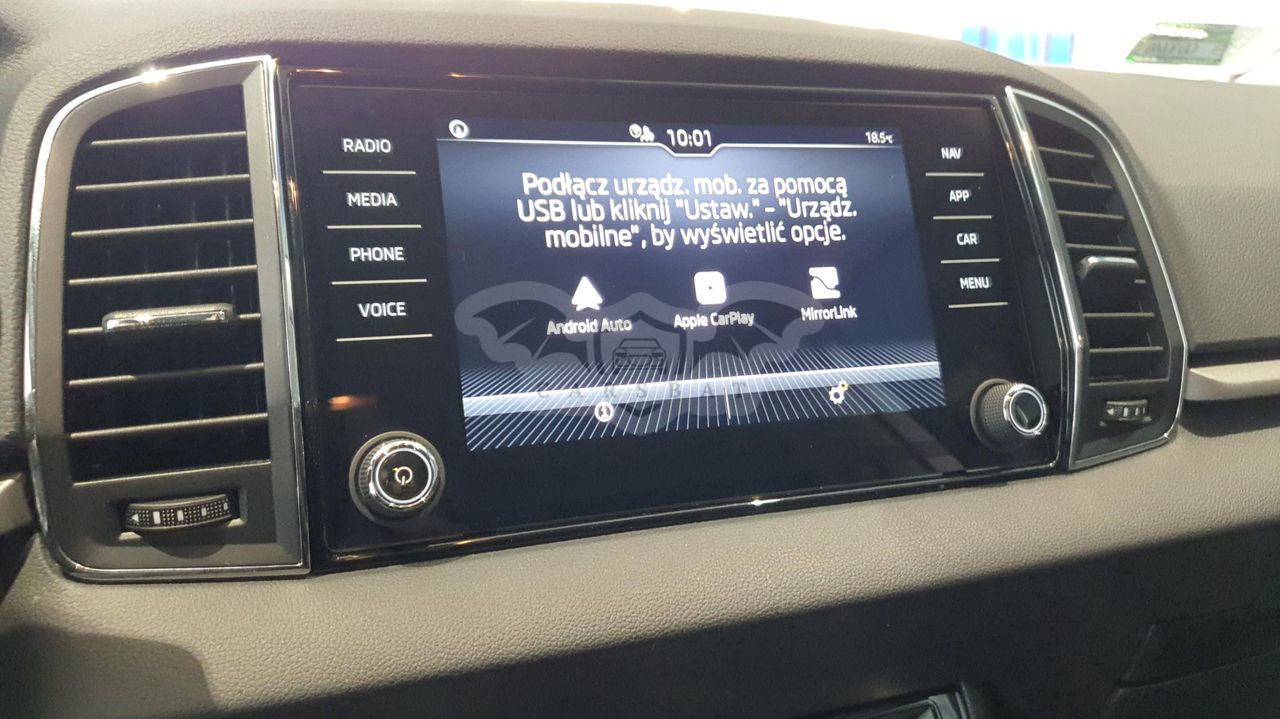 10:01
18.5°C
RADIO
MEDIA
PHONE
VOICE
Podłącz urządz. mob. za pomocą
USB lub kliknij "Ustaw." - "Urządz.
mobilne", by wyświetlić opcje.
Android Auto
Apple CarPlay
MirrorLink
CARSBAT
NAV
APP
CAR
MENU